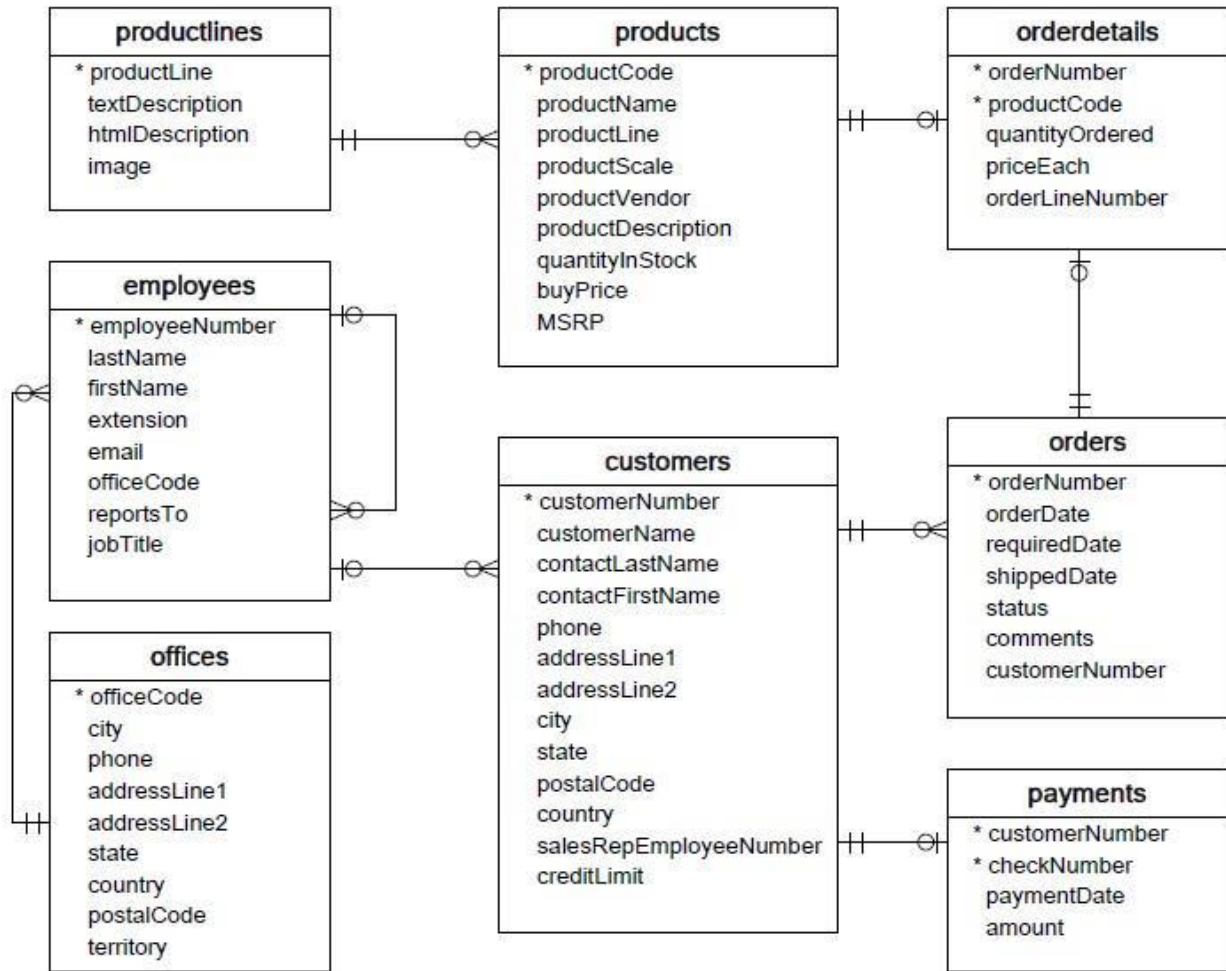 productlines
* productLine
textDescription
htmlDescription
image
products
* productCode
productName
productLine
productScale
productVendor
productDescription
quantityInStock
buyPrice
MSRP
orderdetails
* orderNumber
* productCode
quantityOrdered
priceEach
orderLineNumber
employees
* employeeNumber
lastName
firstName
extension
email
officeCode
reportsTo
jobTitle
customers
* customerNumber
customerName
contactLastName
contactFirstName
phone
addressLine1
addressLine2
city
state
postalCode
country
salesRepEmployeeNumber
creditLimit
orders
* orderNumber
orderDate
requiredDate
shippedDate
status
comments
customerNumber
offices
* officeCode
city
phone
addressLine1
addressLine2
state
country
postalCode
territory
payments
* customerNumber
* checkNumber
paymentDate
amount